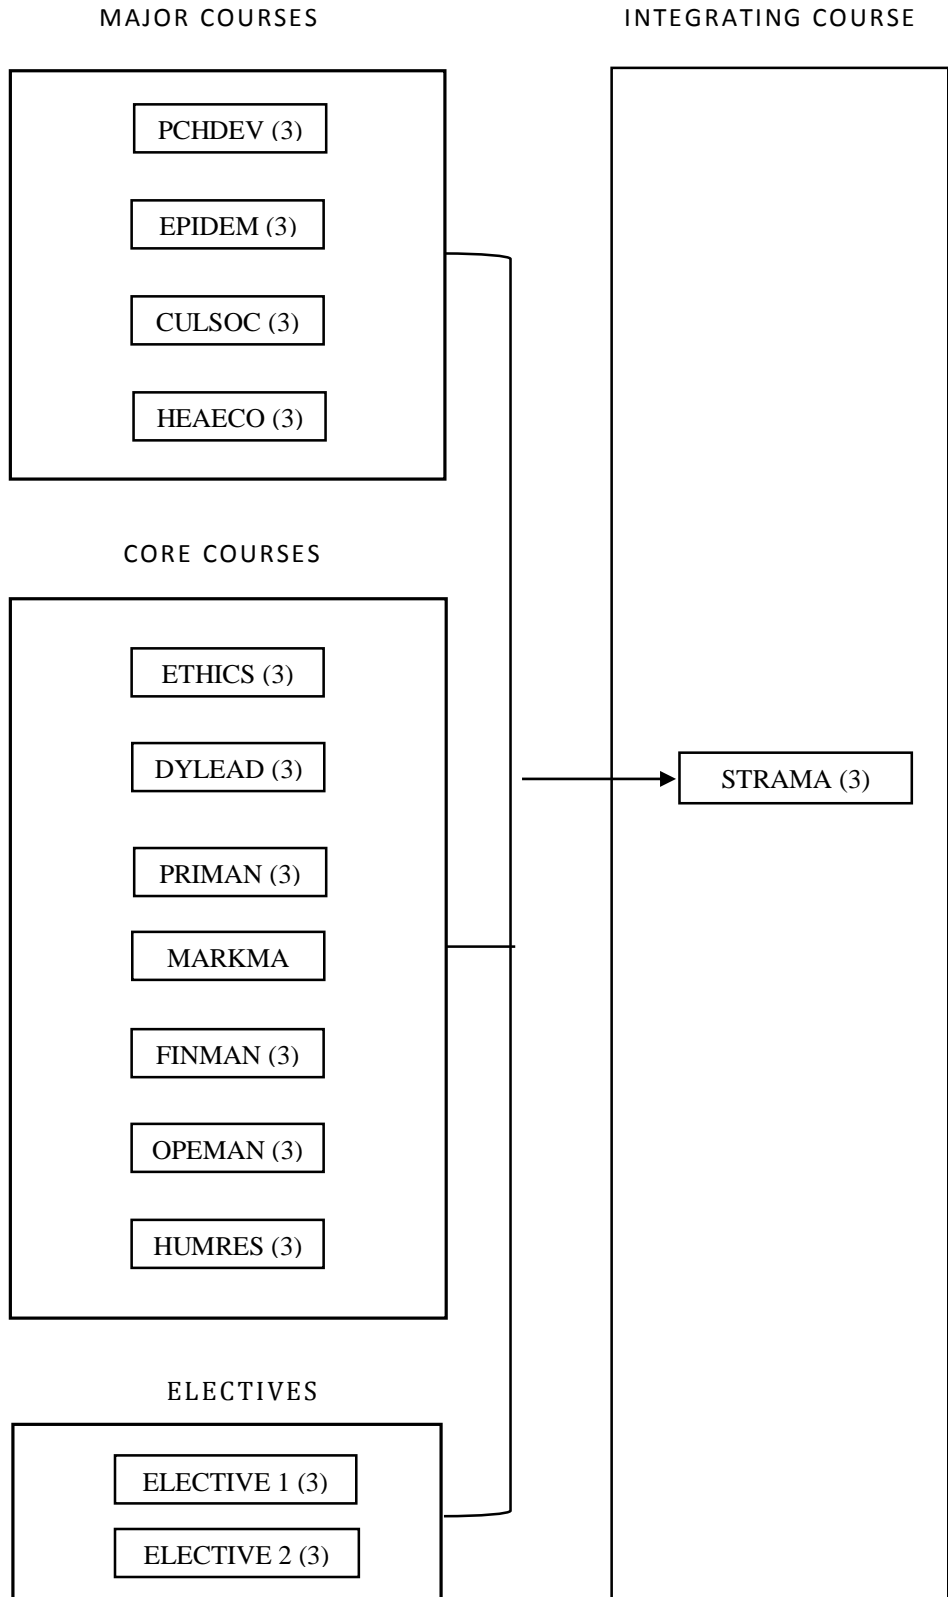 MAJOR COURSES
PCHDEV (3)
EPIDEM (3)
CULSOC (3)
HEAECO (3)
CORE COURSES
ETHICS (3)
DYLEAD (3)
PRIMAN (3)
MARKMA
FINMAN (3)
OPEMAN (3)
HUMRES (3)
ELECTIVES
ELECTIVE 1 (3)
ELECTIVE 2 (3)
INTEGRATING COURSE
STRAMA (3)